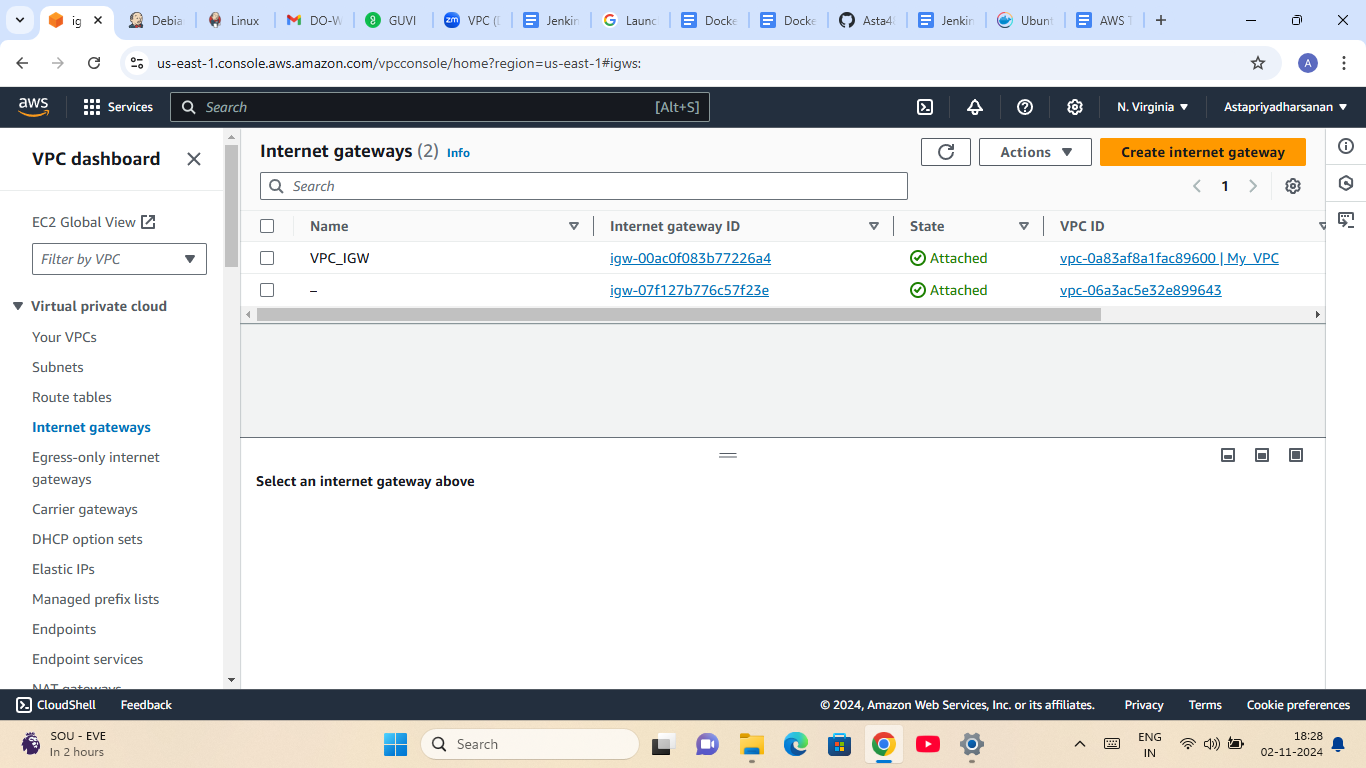 ig
Debia
Linux
DO-W
GUVI
VPC (D
Jenkin
Launc
Docke
Docke
Asta4
Jenkin
Ubunt
AWS T
us-east-1.console.aws.amazon.com/vpcconsole/home?region=us-east-1#igws:
A
aws
Services
Search
[Alt+S]
N. Virginia
Astapriyadharsanan
VPC dashboard
EC2 Global View
Filter by VPC
Virtual private cloud
Your VPCs
Subnets
Route tables
Internet gateways
Egress-only internet
gateways
Carrier gateways
DHCP option sets
Elastic IPs
Managed prefix lists
Endpoints
Endpoint services
NAT gateways
Internet gateways (2) Info
Actions
Create internet gateway
Search
1
Name Internet gateway ID State VPC ID
VPC_IGW igw-00ac0f083b77226a4 Attached vpc-0a83af8a1fac89600 | My_VPC
– igw-07f127b776c57f23e Attached vpc-06a3ac5e32e899643
Select an internet gateway above
CloudShell
Feedback
© 2024, Amazon Web Services, Inc. or its affiliates.
Privacy
Terms
Cookie preferences
SOU - EVE
In 2 hours
Search
ENG
IN
18:28
02-11-2024